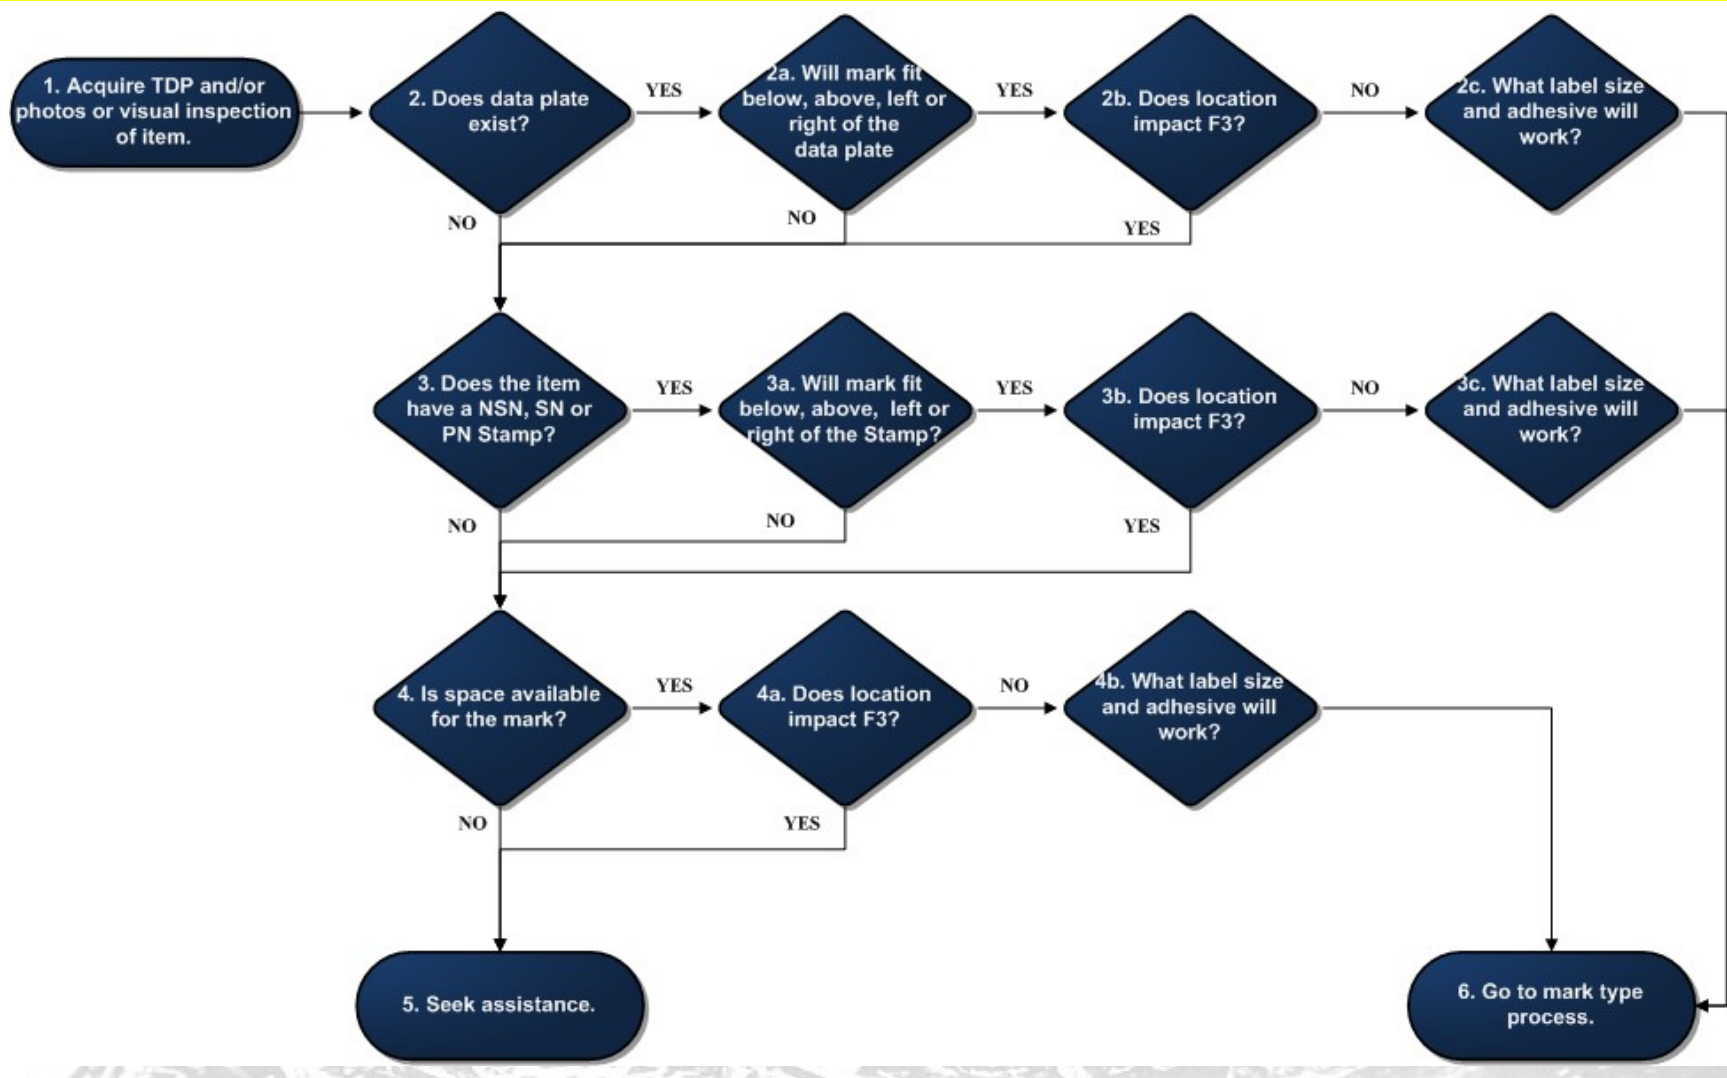 1. Acquire TDP and/or
photos or visual inspection
of item.
2. Does data plate
exist?
YES
2a. Will mark fit
below, above, left or
right of the
data plate
YES
2b. Does location
impact F3?
NO
2c. What label size
and adhesive will
work?
NO
NO
YES
3. Does the item
have a NSN, SN or
PN Stamp?
YES
3a. Will mark fit
below, above, left or
right of the Stamp?
YES
3b. Does location
impact F3?
NO
3c. What label size
and adhesive will
work?
NO
NO
YES
4. Is space available
for the mark?
YES
4a. Does location
impact F3?
NO
4b. What label size
and adhesive will
work?
NO
YES
5. Seek assistance.
6. Go to mark type
process.